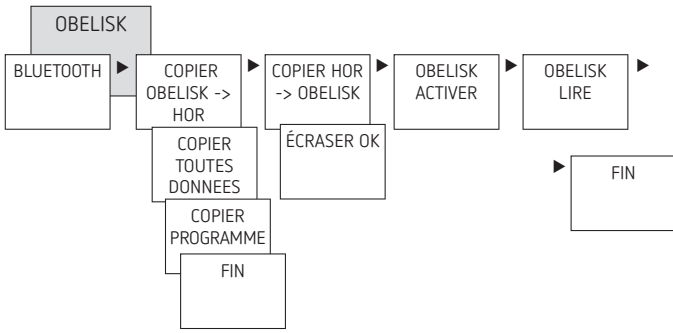 OBELISK
BLUETOOTH
COPIER
OBELISK ->
HOR
COPIER
TOUTES
DONNEES
COPIER
PROGRAMME
FIN
COPIER HOR
-> OBELISK
ÉCRASER OK
OBELISK
ACTIVER
OBELISK
LIRE
FIN